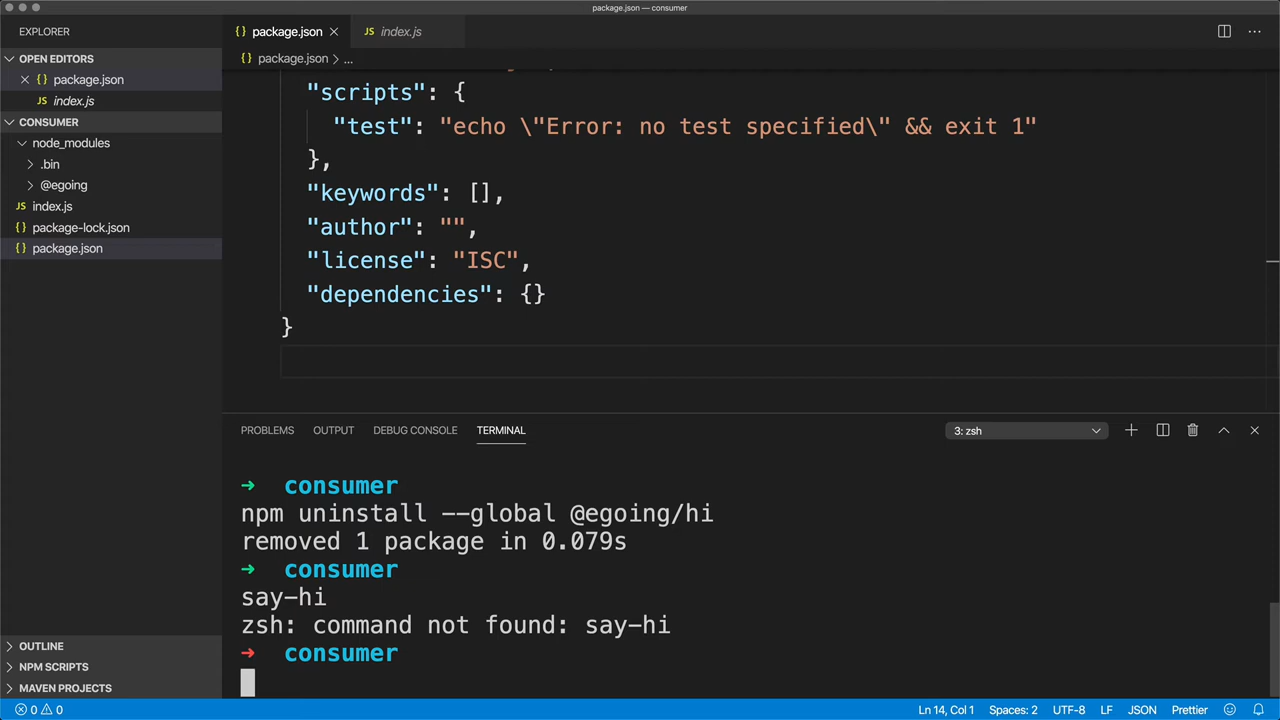 package.json — consumer
EXPLORER
OPEN EDITORS
{} package.json
JS index.js
CONSUMER
node_modules
.bin
@egoing
JS index.js
{} package-lock.json
{} package.json
OUTLINE
NPM SCRIPTS
MAVEN PROJECTS
{} package.json
JS index.js
{} package.json > ...
"scripts": {
"test": "echo \"Error: no test specified\" && exit 1"
},
"keywords": [],
"author": "",
"license": "ISC",
"dependencies": {}
}
PROBLEMS OUTPUT DEBUG CONSOLE TERMINAL
3: zsh
➜ consumer
npm uninstall --global @egoing/hi
removed 1 package in 0.079s
➜ consumer
say-hi
zsh: command not found: say-hi
➜ consumer
0 0
Ln 14, Col 1 Spaces: 2 UTF-8 LF JSON Prettier